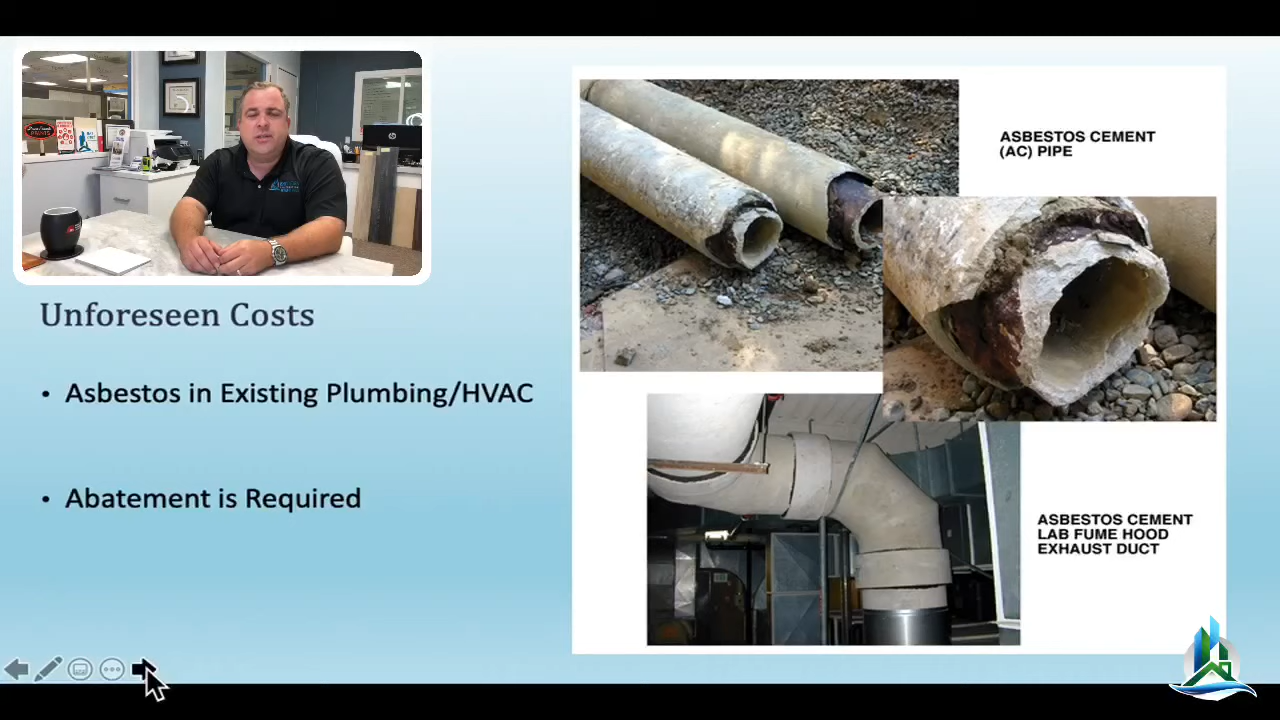 Unforeseen Costs
• Asbestos in Existing Plumbing/HVAC
• Abatement is Required
ASBESTOS CEMENT
(AC) PIPE
ASBESTOS CEMENT
LAB FUME HOOD
EXHAUST DUCT